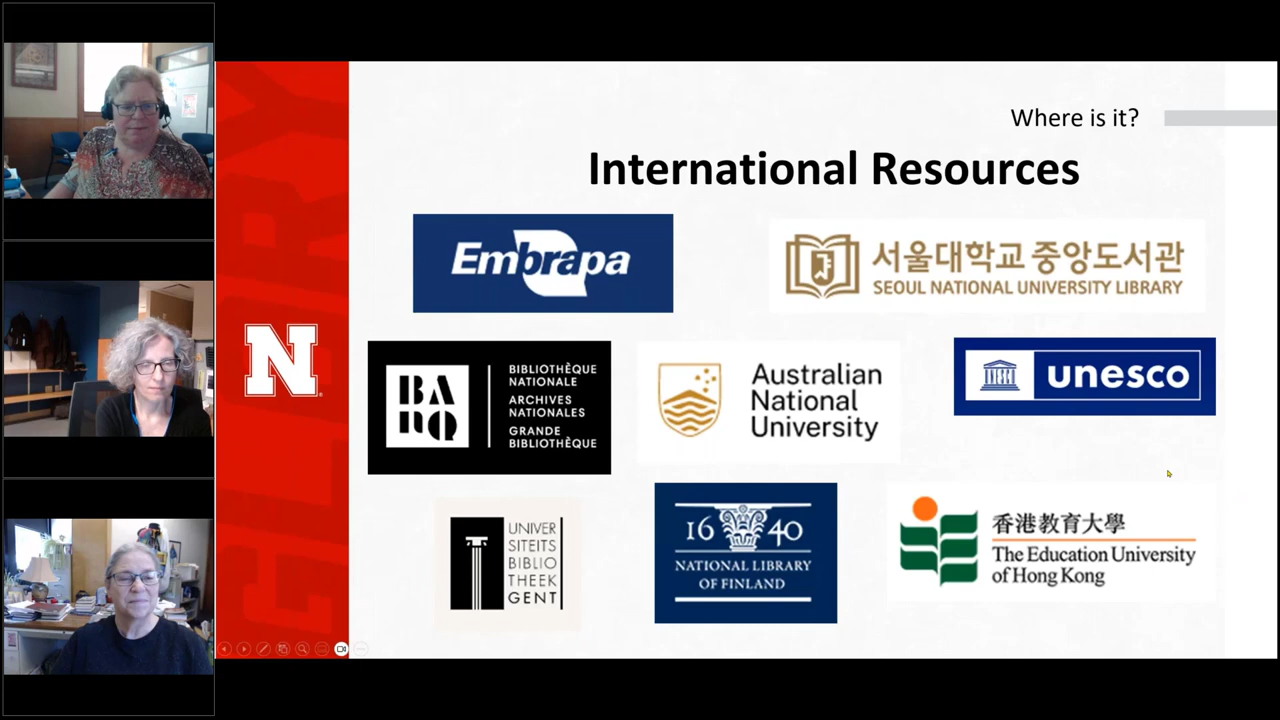 Where is it?
International Resources
Embrapa
서울대학교 중앙도서관
SEOUL NATIONAL UNIVERSITY LIBRARY
BA
NQ
BIBLIOTHÈQUE
NATIONALE
ARCHIVES
NATIONALES
GRANDE
BIBLIOTHÈQUE
Australian
National
University
unesco
N
GLORY
UNIVER
SITEITS
BIBLIO
THEEK
GENT
16 40
NATIONAL LIBRARY
OF FINLAND
香港教育大學
The Education University
of Hong Kong